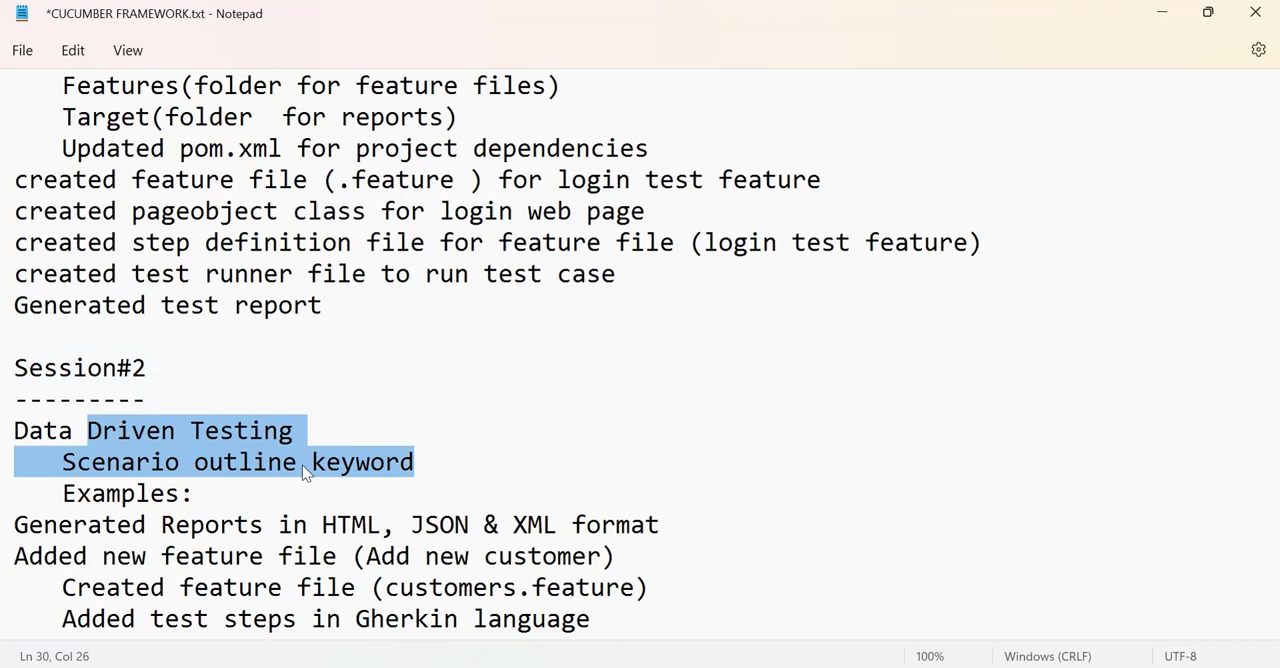 *CUCUMBER FRAMEWORK.txt - Notepad
File Edit View
Features(folder for feature files)
Target(folder  for reports)
Updated pom.xml for project dependencies
created feature file (.feature ) for login test feature
created pageobject class for login web page
created step definition file for feature file (login test feature)
created test runner file to run test case
Generated test report
Session#2
---------
Data Driven Testing
Scenario outline keyword
Examples:
Generated Reports in HTML, JSON & XML format
Added new feature file (Add new customer)
Created feature file (customers.feature)
Added test steps in Gherkin language
Ln 30, Col 26 100% Windows (CRLF) UTF-8